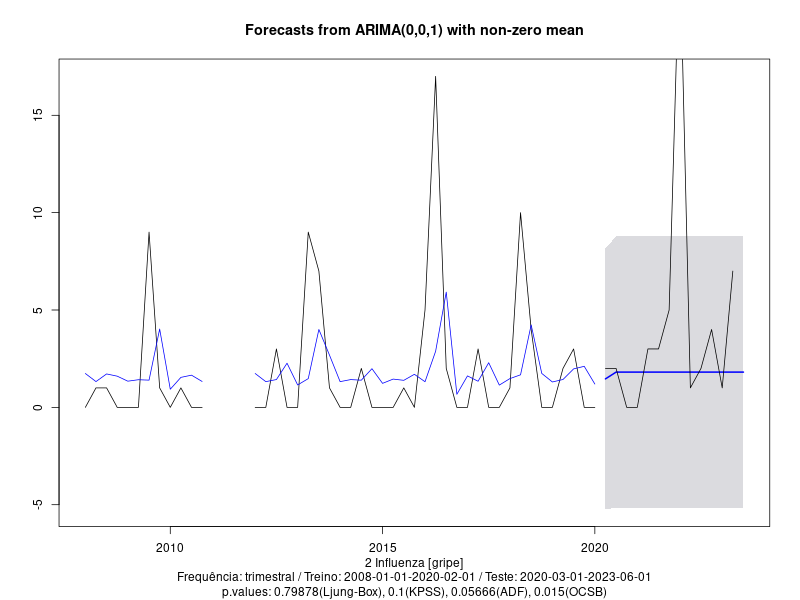 Forecasts from ARIMA(0,0,1) with non-zero mean
15
10
5
0
-5
2010
2015
2020
2 Influenza [gripe]
Frequência: trimestral / Treino: 2008-01-01-2020-02-01 / Teste: 2020-03-01-2023-06-01
p.values: 0.79878(Ljung-Box), 0.1(KPSS), 0.05666(ADF), 0.015(OCSB)